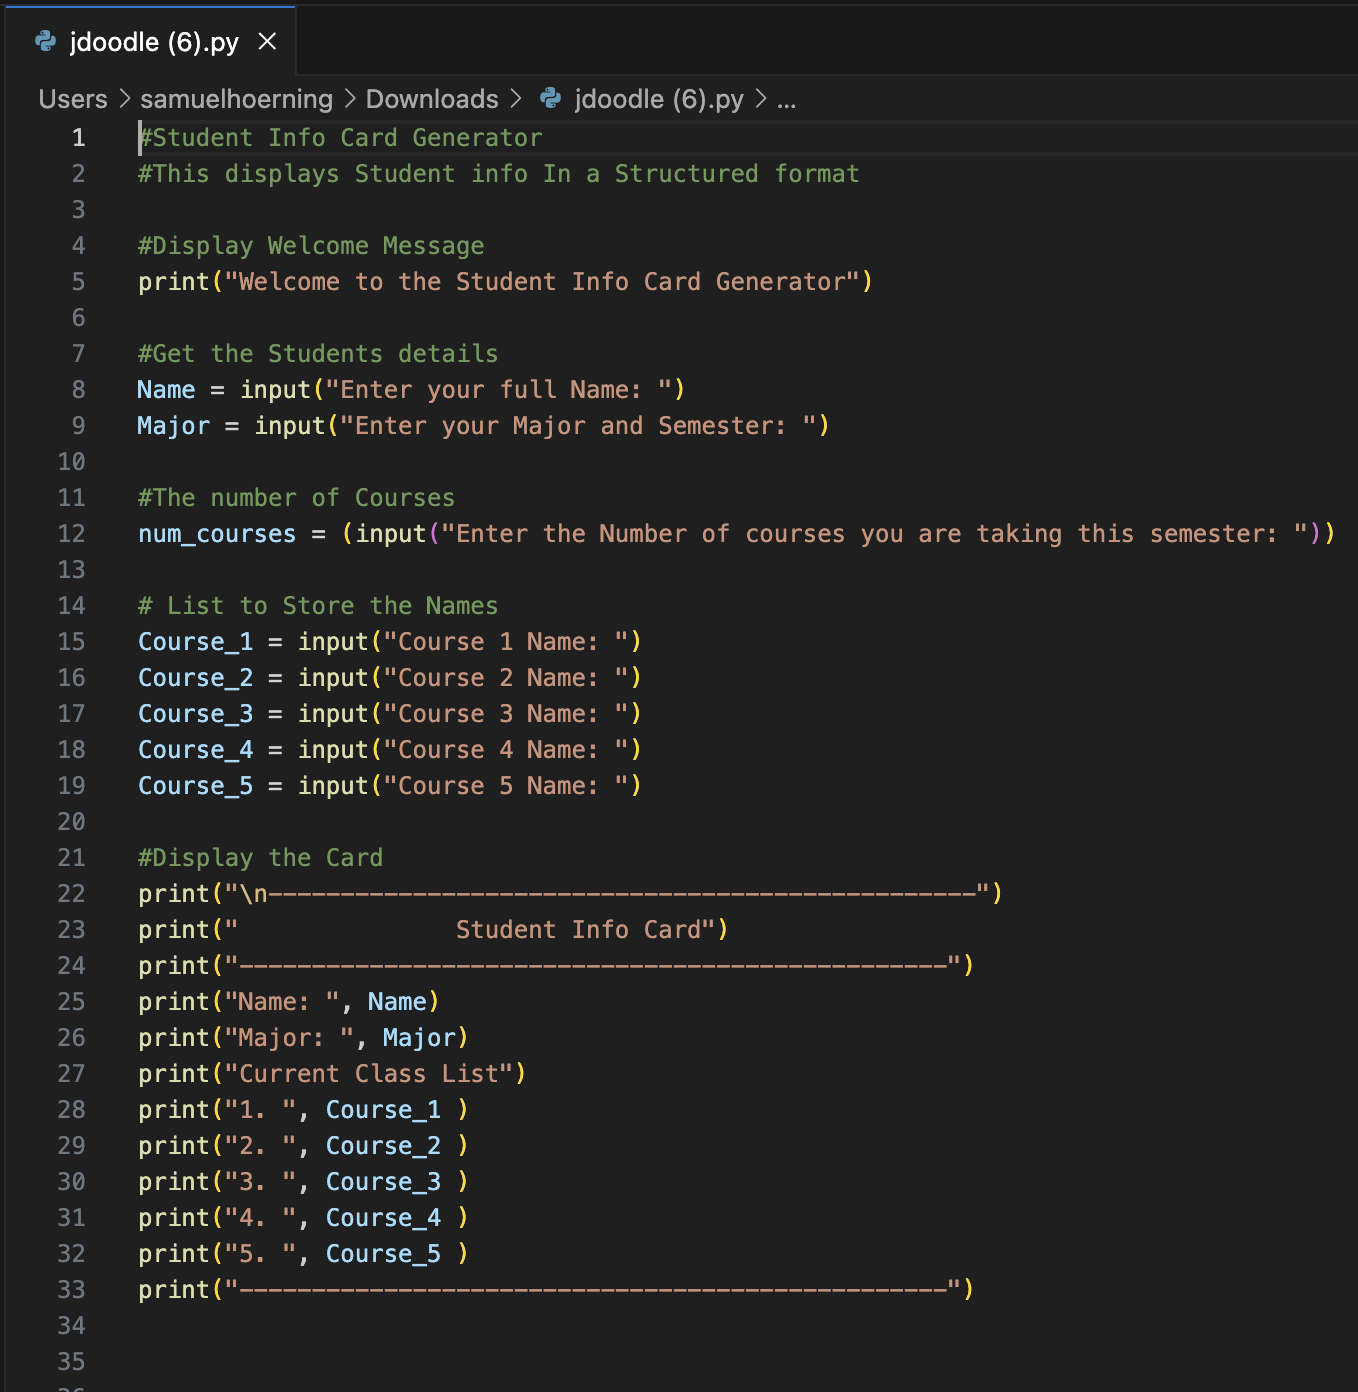 jdoodle (6).py ×
Users > samuelhoerning > Downloads > jdoodle (6).py > ...
1 #Student Info Card Generator
2 #This displays Student info In a Structured format
3
4 #Display Welcome Message
5 print("Welcome to the Student Info Card Generator")
6
7 #Get the Students details
8 Name = input("Enter your full Name: ")
9 Major = input("Enter your Major and Semester: ")
10
11 #The number of Courses
12 num_courses = (input("Enter the Number of courses you are taking this semester: "))
13
14 # List to Store the Names
15 Course_1 = input("Course 1 Name: ")
16 Course_2 = input("Course 2 Name: ")
17 Course_3 = input("Course 3 Name: ")
18 Course_4 = input("Course 4 Name: ")
19 Course_5 = input("Course 5 Name: ")
20
21 #Display the Card
22 print("\n-------------------------------------------------")
23 print("               Student Info Card")
24 print("-------------------------------------------------")
25 print("Name: ", Name)
26 print("Major: ", Major)
27 print("Current Class List")
28 print("1. ", Course_1 )
29 print("2. ", Course_2 )
30 print("3. ", Course_3 )
31 print("4. ", Course_4 )
32 print("5. ", Course_5 )
33 print("-------------------------------------------------")
34
35